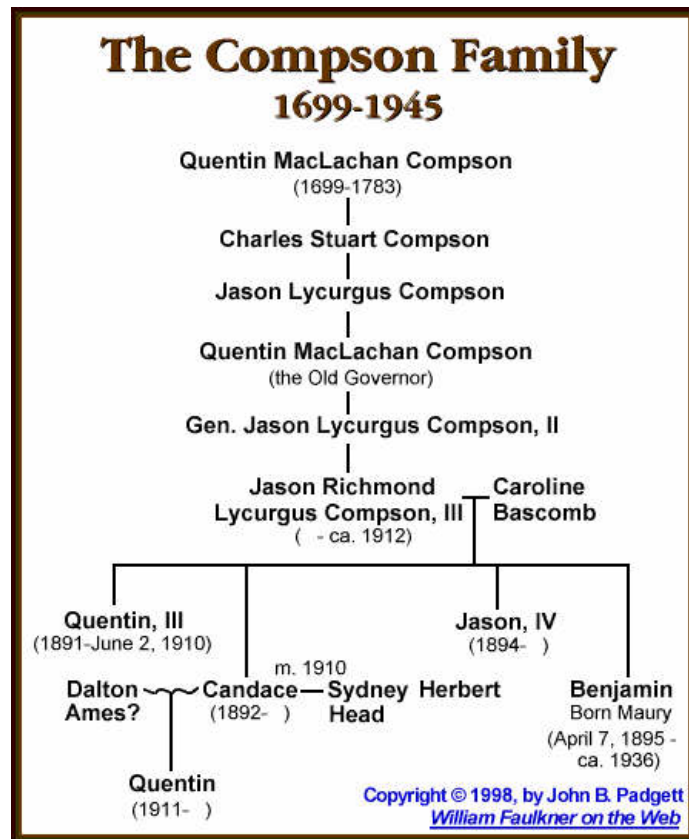 The Compson Family
1699-1945
Quentin MacLachan Compson
(1699-1783)
Charles Stuart Compson
Jason Lycurgus Compson
Quentin MacLachan Compson
(the Old Governor)
Gen. Jason Lycurgus Compson, II
Jason Richmond
Lycurgus Compson, III
( - ca. 1912)
Caroline
Bascomb
Quentin, III
(1891-June 2, 1910)
Jason, IV
(1894- )
m. 1910
Dalton
Ames?
Candace
(1892- )
Sydney Herbert
Head
Benjamin
Born Maury
(April 7, 1895 -
ca. 1936)
Quentin
(1911- )
Copyright © 1998, by John B. Padgett
William Faulkner on the Web